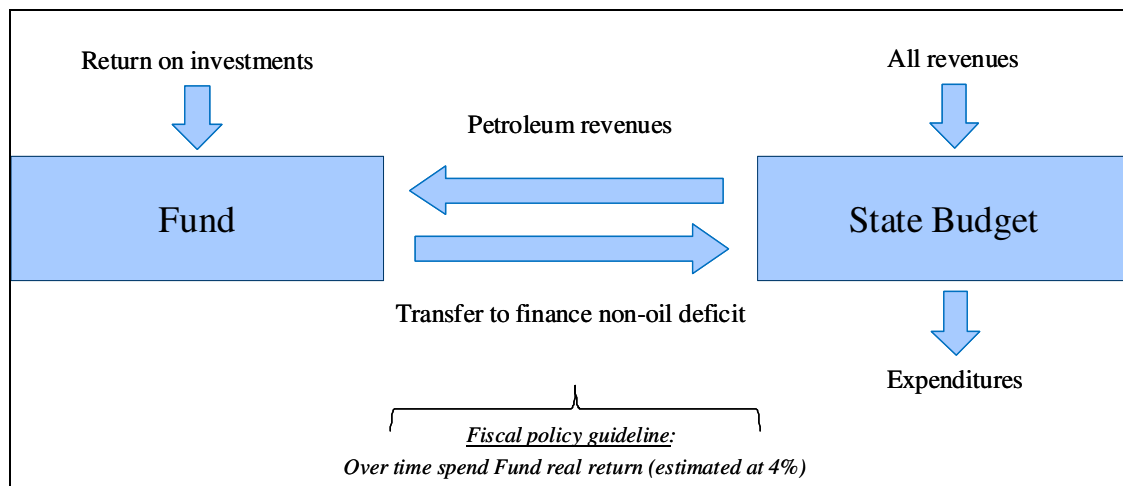 Return on investments
All revenues
Petroleum revenues
Fund
State Budget
Transfer to finance non-oil deficit
Expenditures
Fiscal policy guideline:
Over time spend Fund real return (estimated at 4%)